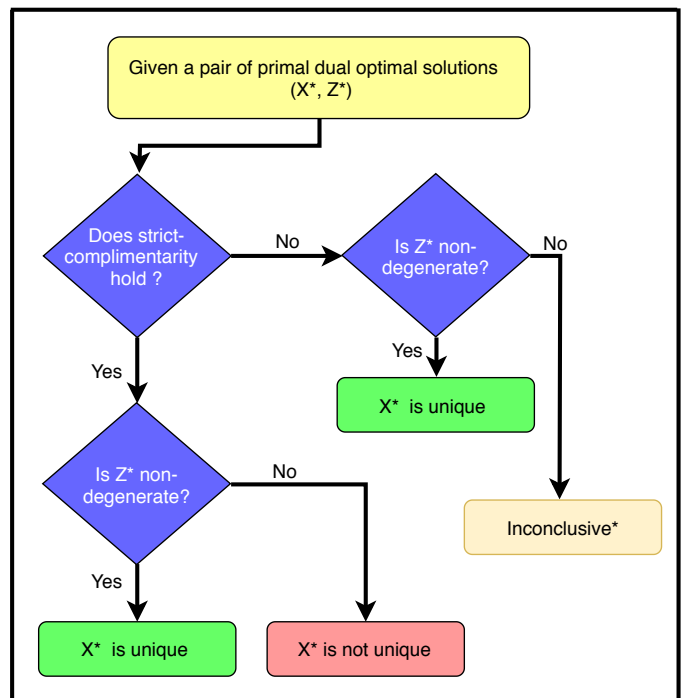 Given a pair of primal dual optimal solutions
(X*, Z*)
Does strict-
complimentarity
hold ?
No
Is Z* non-
degenerate?
No
Yes
Yes
X* is unique
Is Z* non-
degenerate?
No
Inconclusive*
Yes
X* is unique
X* is not unique